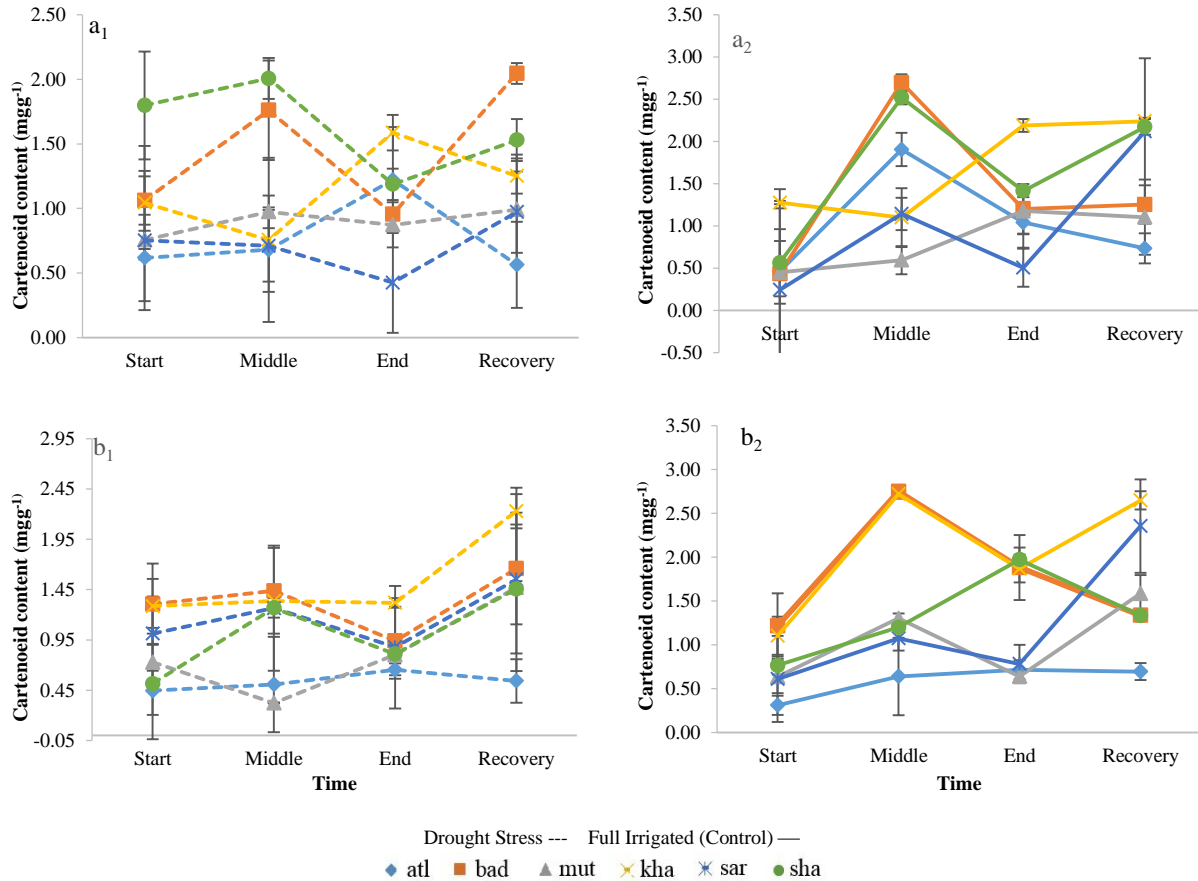 a1
Cartenoeid content (mgg-1)
2.50
2.00
1.50
1.00
0.50
0.00
Start Middle End Recovery
a2
Cartenoeid content (mgg-1)
3.50
3.00
2.50
2.00
1.50
1.00
0.50
0.00
-0.50
Start Middle End Recovery
b1
Cartenoeid content (mgg-1)
2.95
2.45
1.95
1.45
0.95
0.45
-0.05
Start Middle End Recovery
Time
b2
Cartenoeid content (mgg-1)
3.50
3.00
2.50
2.00
1.50
1.00
0.50
0.00
Start Middle End Recovery
Time
Drought Stress --- Full Irrigated (Control) —
atl bad mut kha sar sha